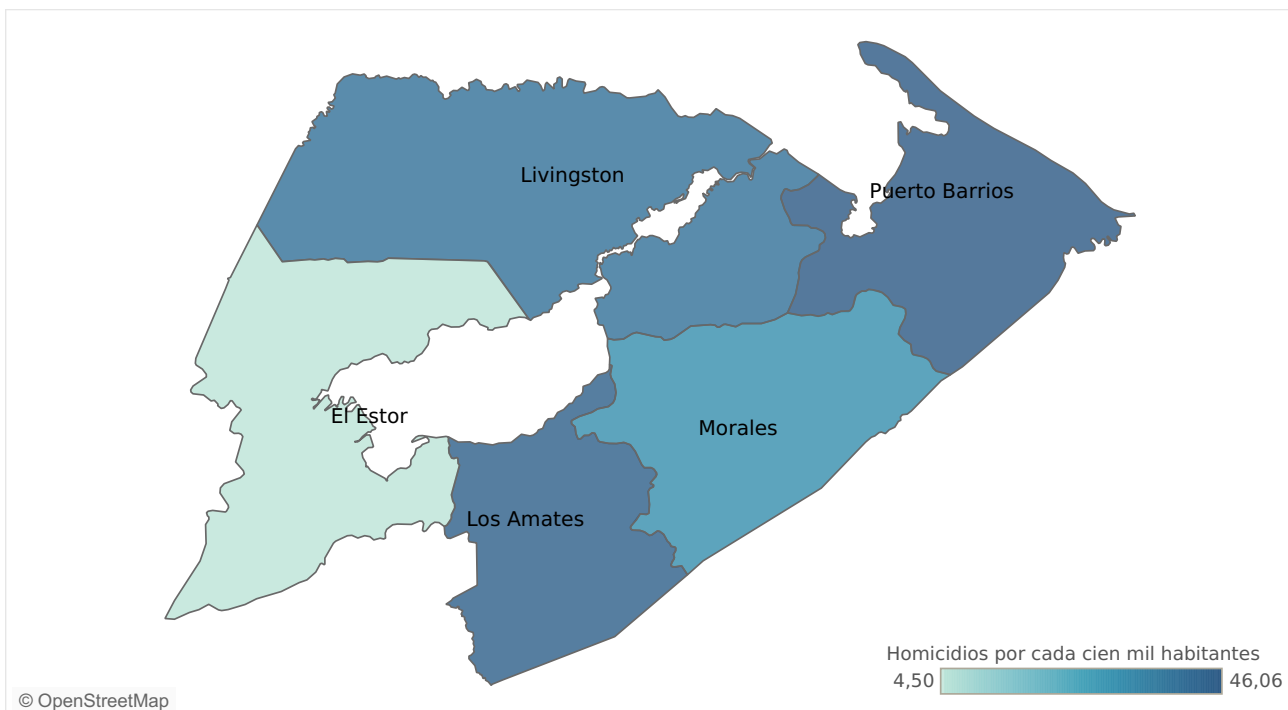 Livingston
Puerto Barrios
El Estor
Morales
Los Amates
Homicidios por cada cien mil habitantes
4,50 46,06
© OpenStreetMap